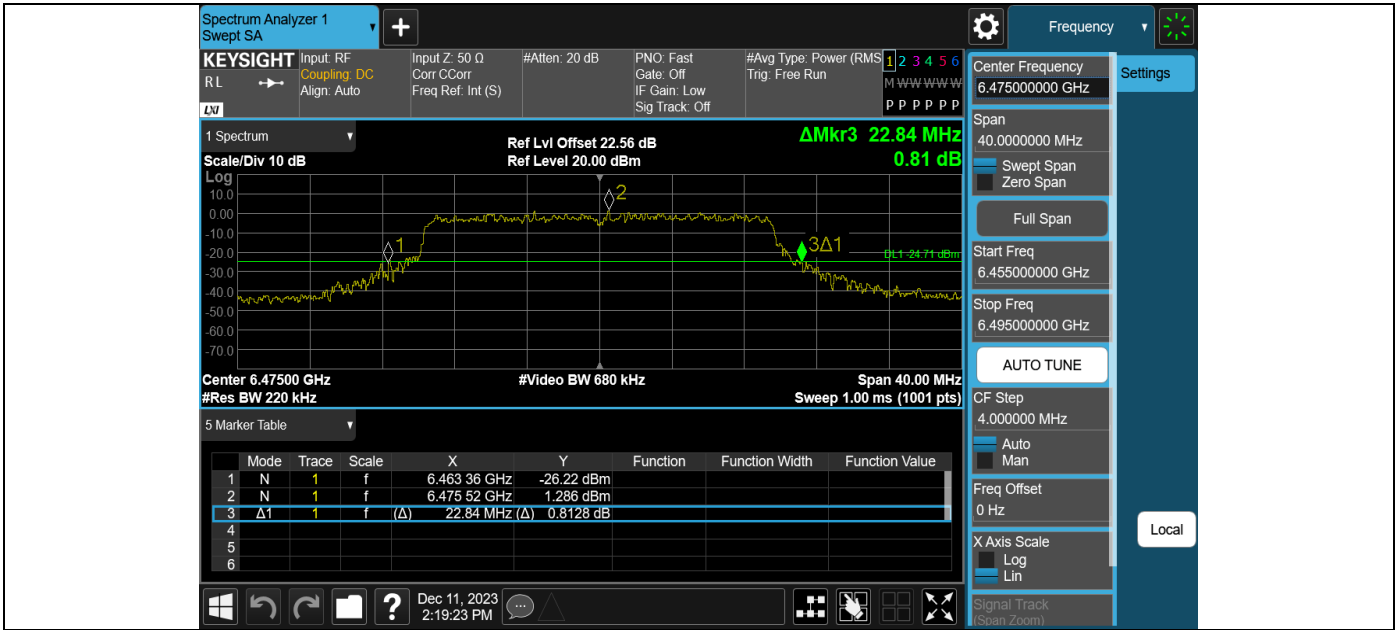 Spectrum Analyzer 1
Swept SA
+
Frequency
KEYSIGHT
RL
LXI
Input: RF
Coupling: DC
Align: Auto
Input Z: 50 Ω
Corr CCorr
Freq Ref: Int (S)
#Atten: 20 dB
PNO: Fast
Gate: Off
IF Gain: Low
Sig Track: Off
#Avg Type: Power (RMS
Trig: Free Run
1 2 3 4 5 6
M W W W W W
P P P P P P
1 Spectrum
Scale/Div 10 dB
Ref Lvl Offset 22.56 dB
Ref Level 20.00 dBm
ΔMkr3 22.84 MHz
0.81 dB
Log
10.0
0.00
-10.0
-20.0
-30.0
-40.0
-50.0
-60.0
-70.0
1
2
3Δ1
DL1 -24.71 dBm
Center 6.47500 GHz
#Video BW 680 kHz
Span 40.00 MHz
#Res BW 220 kHz
Sweep 1.00 ms (1001 pts)
5 Marker Table
Mode Trace Scale X Y Function Function Width Function Value
1 N 1 f 6.463 36 GHz -26.22 dBm
2 N 1 f 6.475 52 GHz 1.286 dBm
3 Δ1 1 f (Δ) 22.84 MHz (Δ) 0.8128 dB
4
5
6
?
Dec 11, 2023
2:19:23 PM
Center Frequency
6.475000000 GHz
Span
40.0000000 MHz
Swept Span
Zero Span
Full Span
Start Freq
6.455000000 GHz
Stop Freq
6.495000000 GHz
AUTO TUNE
CF Step
4.000000 MHz
Auto
Man
Freq Offset
0 Hz
X Axis Scale
Log
Lin
Signal Track
(Span Zoom)
Settings
Local